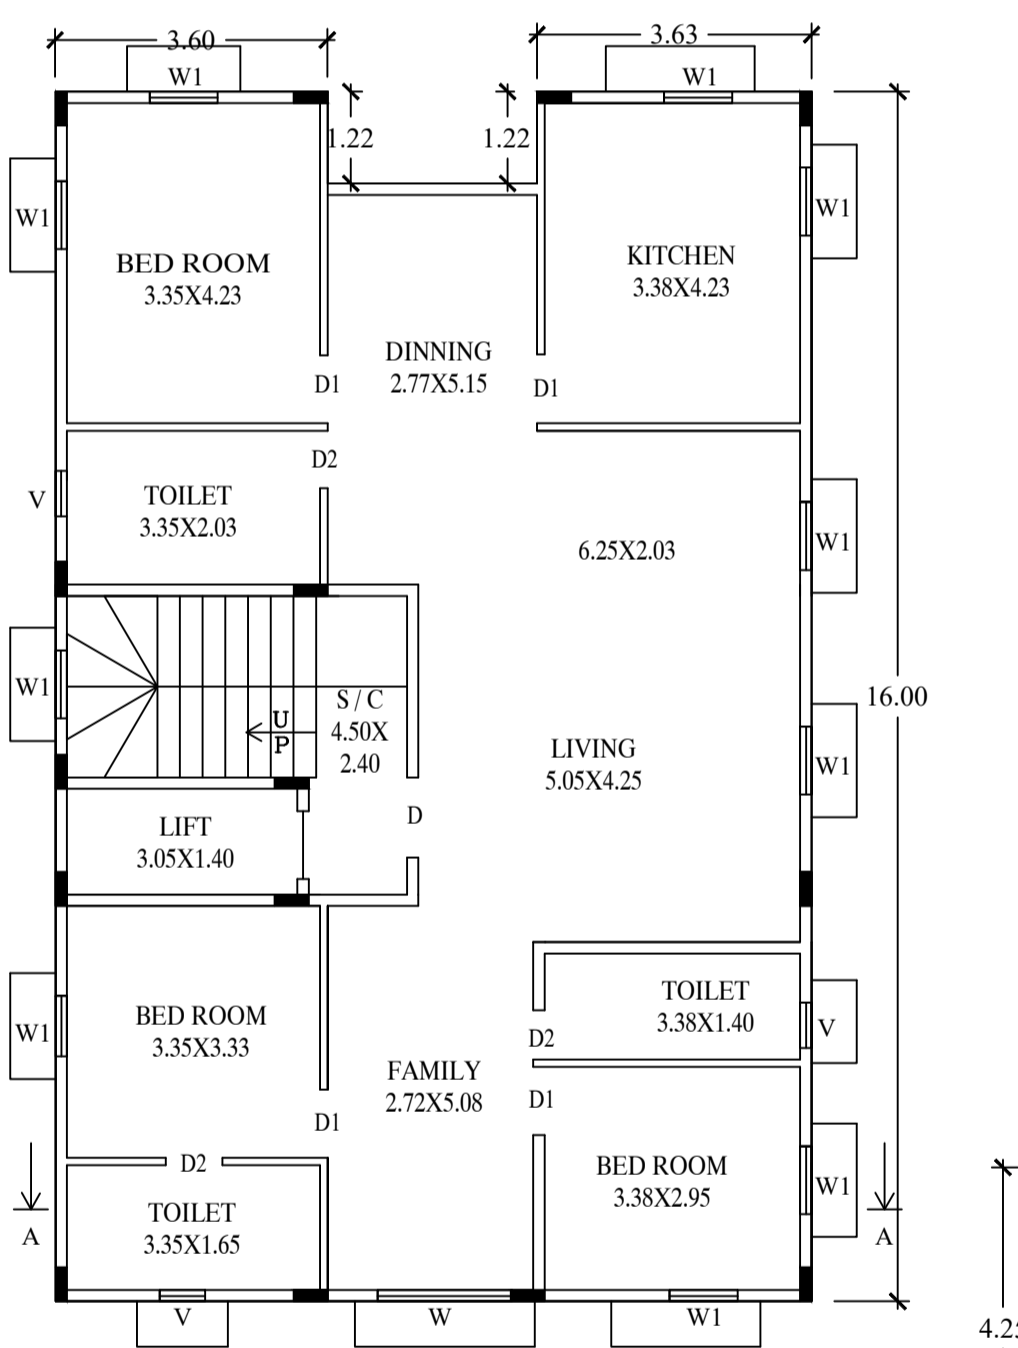 3.60
3.63
W1
W1
1.22
1.22
W1
W1
BED ROOM
3.35X4.23
KITCHEN
3.38X4.23
DINNING
2.77X5.15
D1
D1
D2
V
TOILET
3.35X2.03
6.25X2.03
W1
W1
S / C
4.50X
2.40
UP
16.00
LIVING
5.05X4.25
W1
D
LIFT
3.05X1.40
TOILET
3.38X1.40
V
BED ROOM
3.35X3.33
W1
D2
FAMILY
2.72X5.08
D1
D1
D2
BED ROOM
3.38X2.95
W1
TOILET
3.35X1.65
A
A
V
W
W1